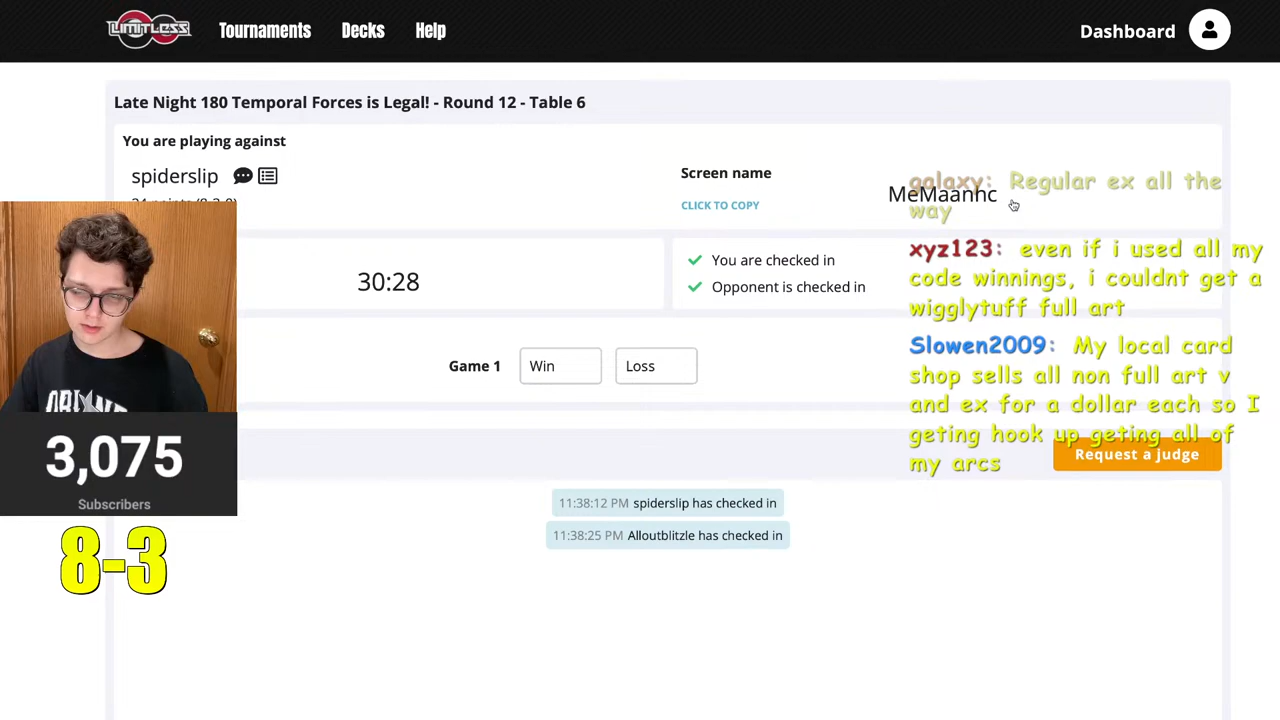 LIMITLESS
Tournaments
Decks
Help
Dashboard
Late Night 180 Temporal Forces is Legal! - Round 12 - Table 6
You are playing against
spiderslip
Screen name
CLICK TO COPY
MeMaanhc
galaxy: Regular ex all the
way
30:28
You are checked in
Opponent is checked in
xyz123: even if i used all my
code winnings, i couldnt get a
wigglytuff full art
Game 1
Win
Loss
Slowen2009: My local card
shop sells all non full art v
and ex for a dollar each so I
geting hook up geting all of
my arcs
Request a judge
3,075
Subscribers
8-3
11:38:12 PM spiderslip has checked in
11:38:25 PM Alloutblitzle has checked in